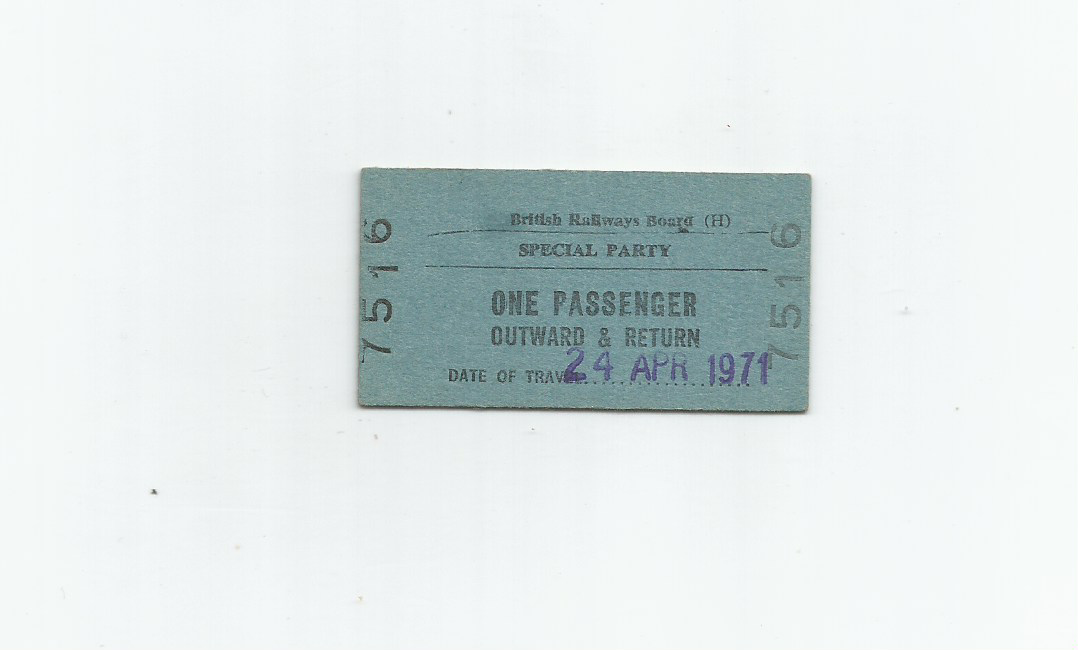 British Railways Board (H)
SPECIAL PARTY
ONE PASSENGER
OUTWARD & RETURN
DATE OF TRAVEL 24 APR 1971
7516
7516